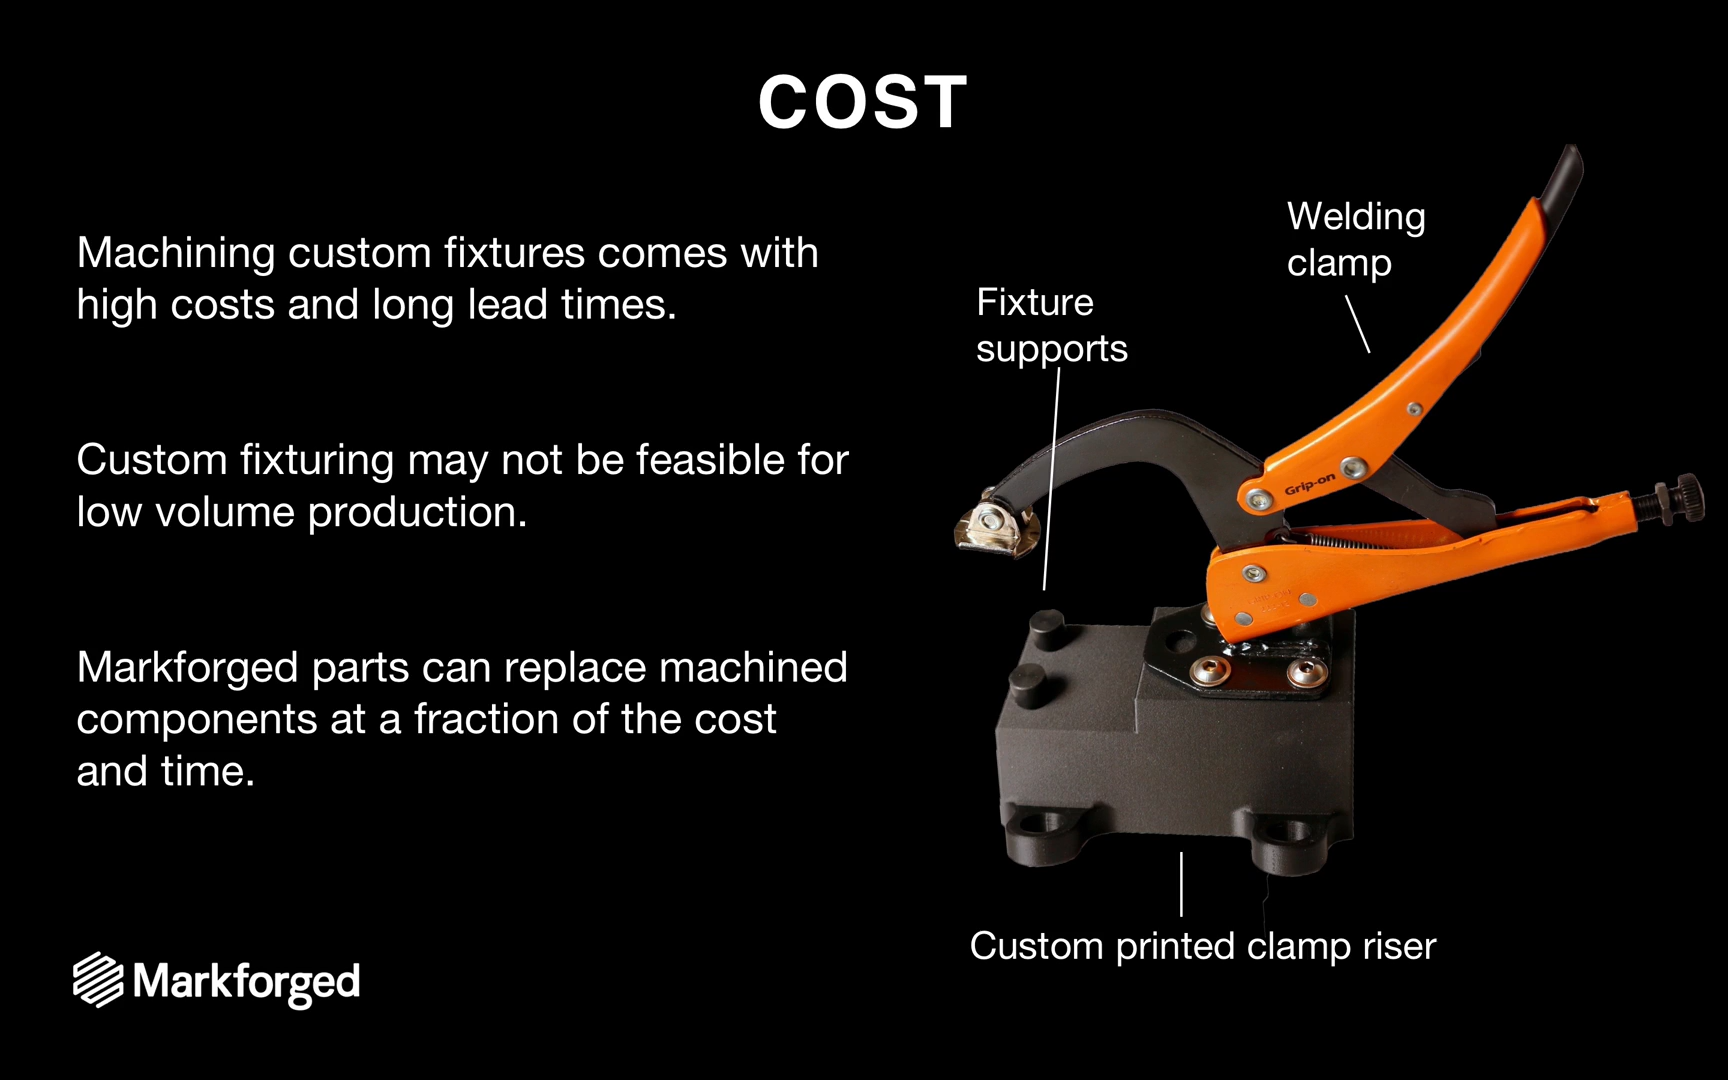 COST
Machining custom fixtures comes with
high costs and long lead times.
Custom fixturing may not be feasible for
low volume production.
Markforged parts can replace machined
components at a fraction of the cost
and time.
Welding
clamp
Fixture
supports
Grip-on
Custom printed clamp riser
Markforged